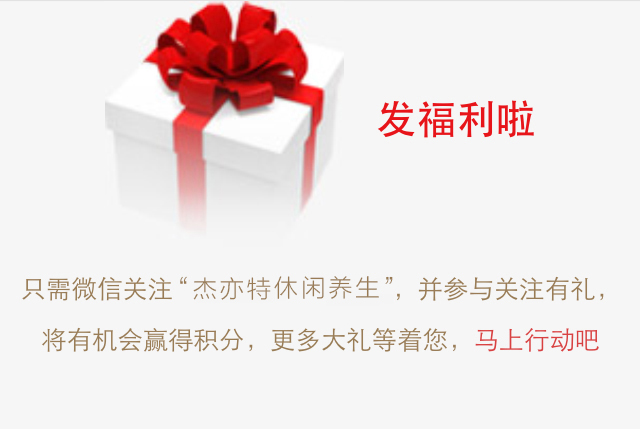 发福利啦
只需微信关注“杰亦特休闲养生”，并参与关注有礼，
将有机会赢得积分，更多大礼等着您，马上行动吧